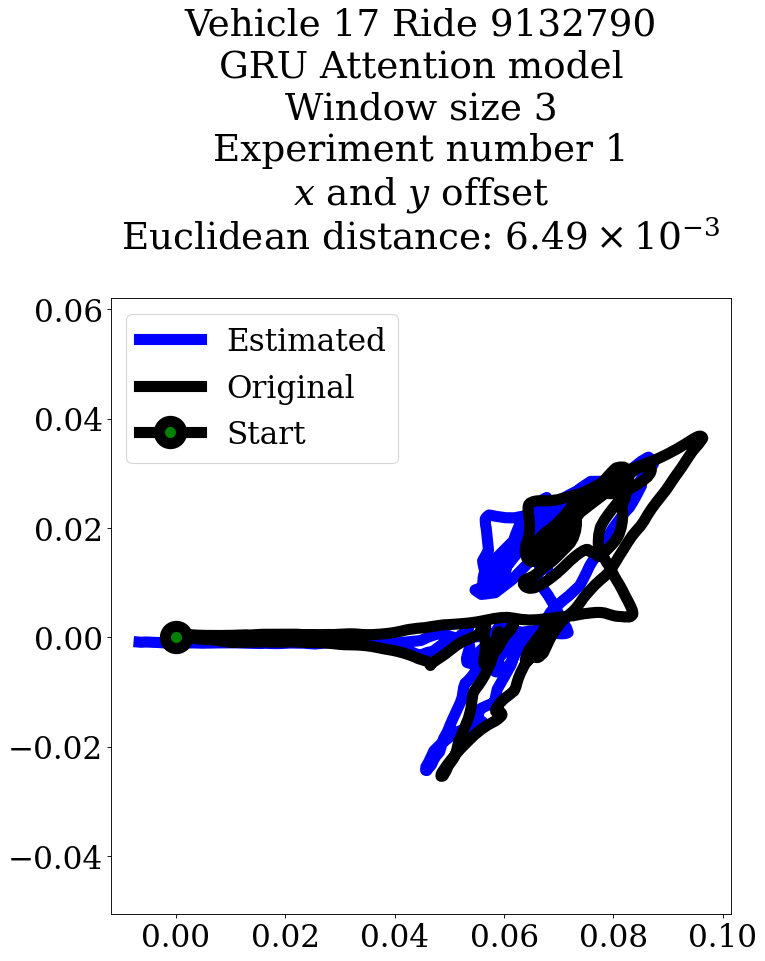 Vehicle 17 Ride 9132790
GRU Attention model
Window size 3
Experiment number 1
x and y offset
Euclidean distance: 6.49 × 10⁻³
Estimated
Original
Start
0.06
0.04
0.02
0.00
−0.02
−0.04
0.00 0.02 0.04 0.06 0.08 0.10